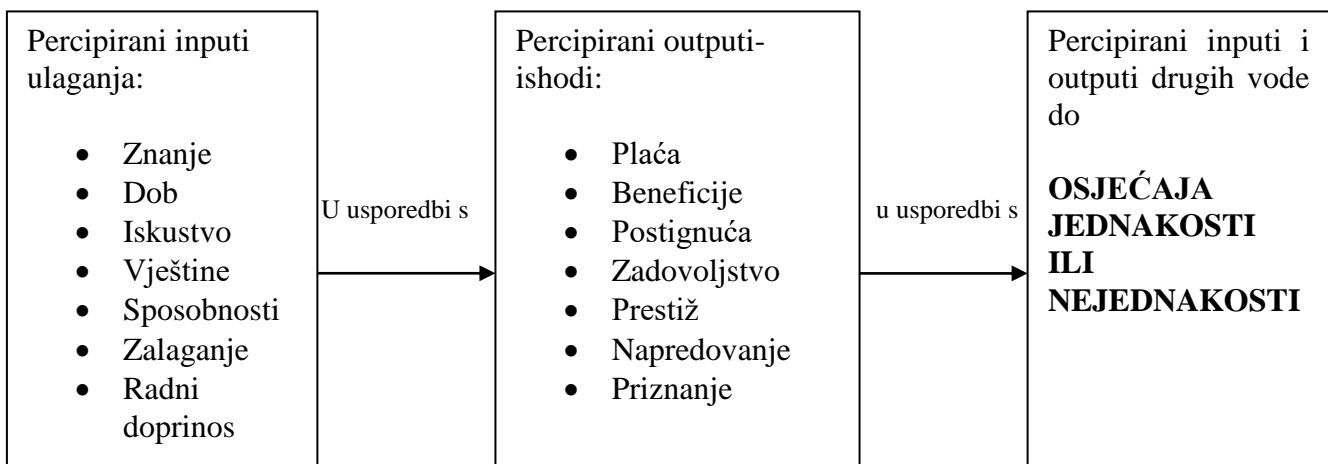 Percipirani inputi
ulaganja:
• Znanje
• Dob
• Iskustvo
• Vještine
• Sposobnosti
• Zalaganje
• Radni
doprinos
U usporedbi s
Percipirani outputi-
ishodi:
• Plaća
• Beneficije
• Postignuća
• Zadovoljstvo
• Prestiž
• Napredovanje
• Priznanje
u usporedbi s
Percipirani inputi i
outputi drugih vode
do
OSJEĆAJA
JEDNAKOSTI
ILI
NEJEDNAKOSTI